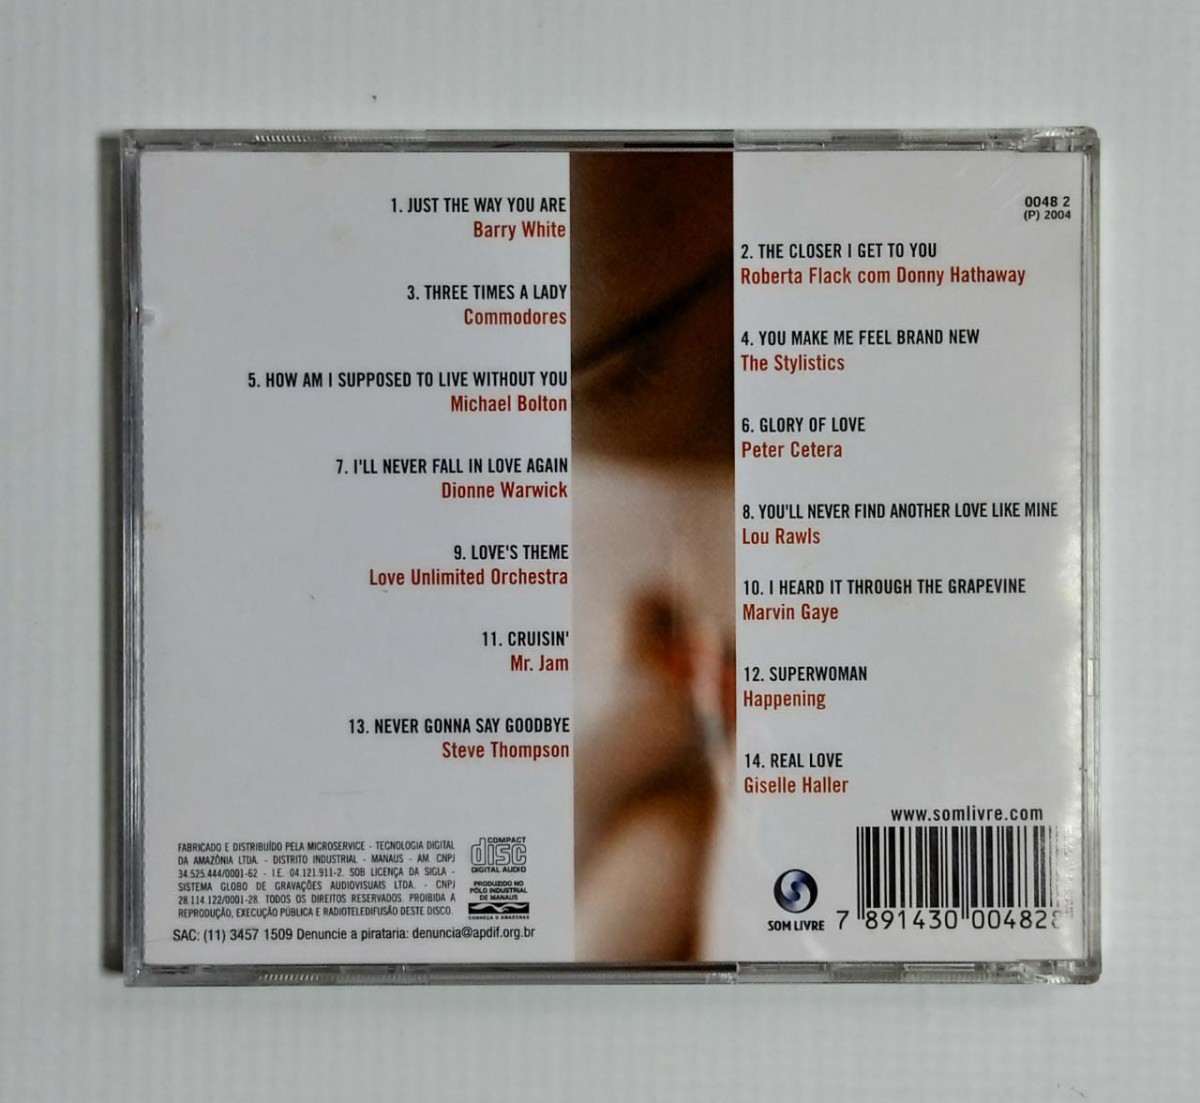 1. JUST THE WAY YOU ARE
Barry White
3. THREE TIMES A LADY
Commodores
5. HOW AM I SUPPOSED TO LIVE WITHOUT YOU
Michael Bolton
7. I'LL NEVER FALL IN LOVE AGAIN
Dionne Warwick
9. LOVE'S THEME
Love Unlimited Orchestra
11. CRUISIN'
Mr. Jam
13. NEVER GONNA SAY GOODBYE
Steve Thompson
0048 2
(P) 2004
2. THE CLOSER I GET TO YOU
Roberta Flack com Donny Hathaway
4. YOU MAKE ME FEEL BRAND NEW
The Stylistics
6. GLORY OF LOVE
Peter Cetera
8. YOU'LL NEVER FIND ANOTHER LOVE LIKE MINE
Lou Rawls
10. I HEARD IT THROUGH THE GRAPEVINE
Marvin Gaye
12. SUPERWOMAN
Happening
14. REAL LOVE
Giselle Haller
FABRICADO E DISTRIBUÍDO PELA MICROSERVICE - TECNOLOGIA DIGITAL
DA AMAZÔNIA LTDA. - DISTRITO INDUSTRIAL - MANAUS - AM. CNPJ
34.525.444/0001-62 - I.E. 04.121.911-2. SOB LICENÇA DA SIGLA -
SISTEMA GLOBO DE GRAVAÇÕES AUDIOVISUAIS LTDA. - CNPJ
28.114.122/0001-28. TODOS OS DIREITOS RESERVADOS. PROIBIDA A
REPRODUÇÃO, EXECUÇÃO PÚBLICA E RADIOTELEDIFUSÃO DESTE DISCO.
SAC: (11) 3457 1509 Denuncie a pirataria: denuncia@apdif.org.br
COMPACT
disc
DIGITAL AUDIO
PRODUZIDO NO
PÓLO INDUSTRIAL
DE MANAUS
CONHEÇA O AMAZONAS
www.somlivre.com
SOM LIVRE
7 891430 004828